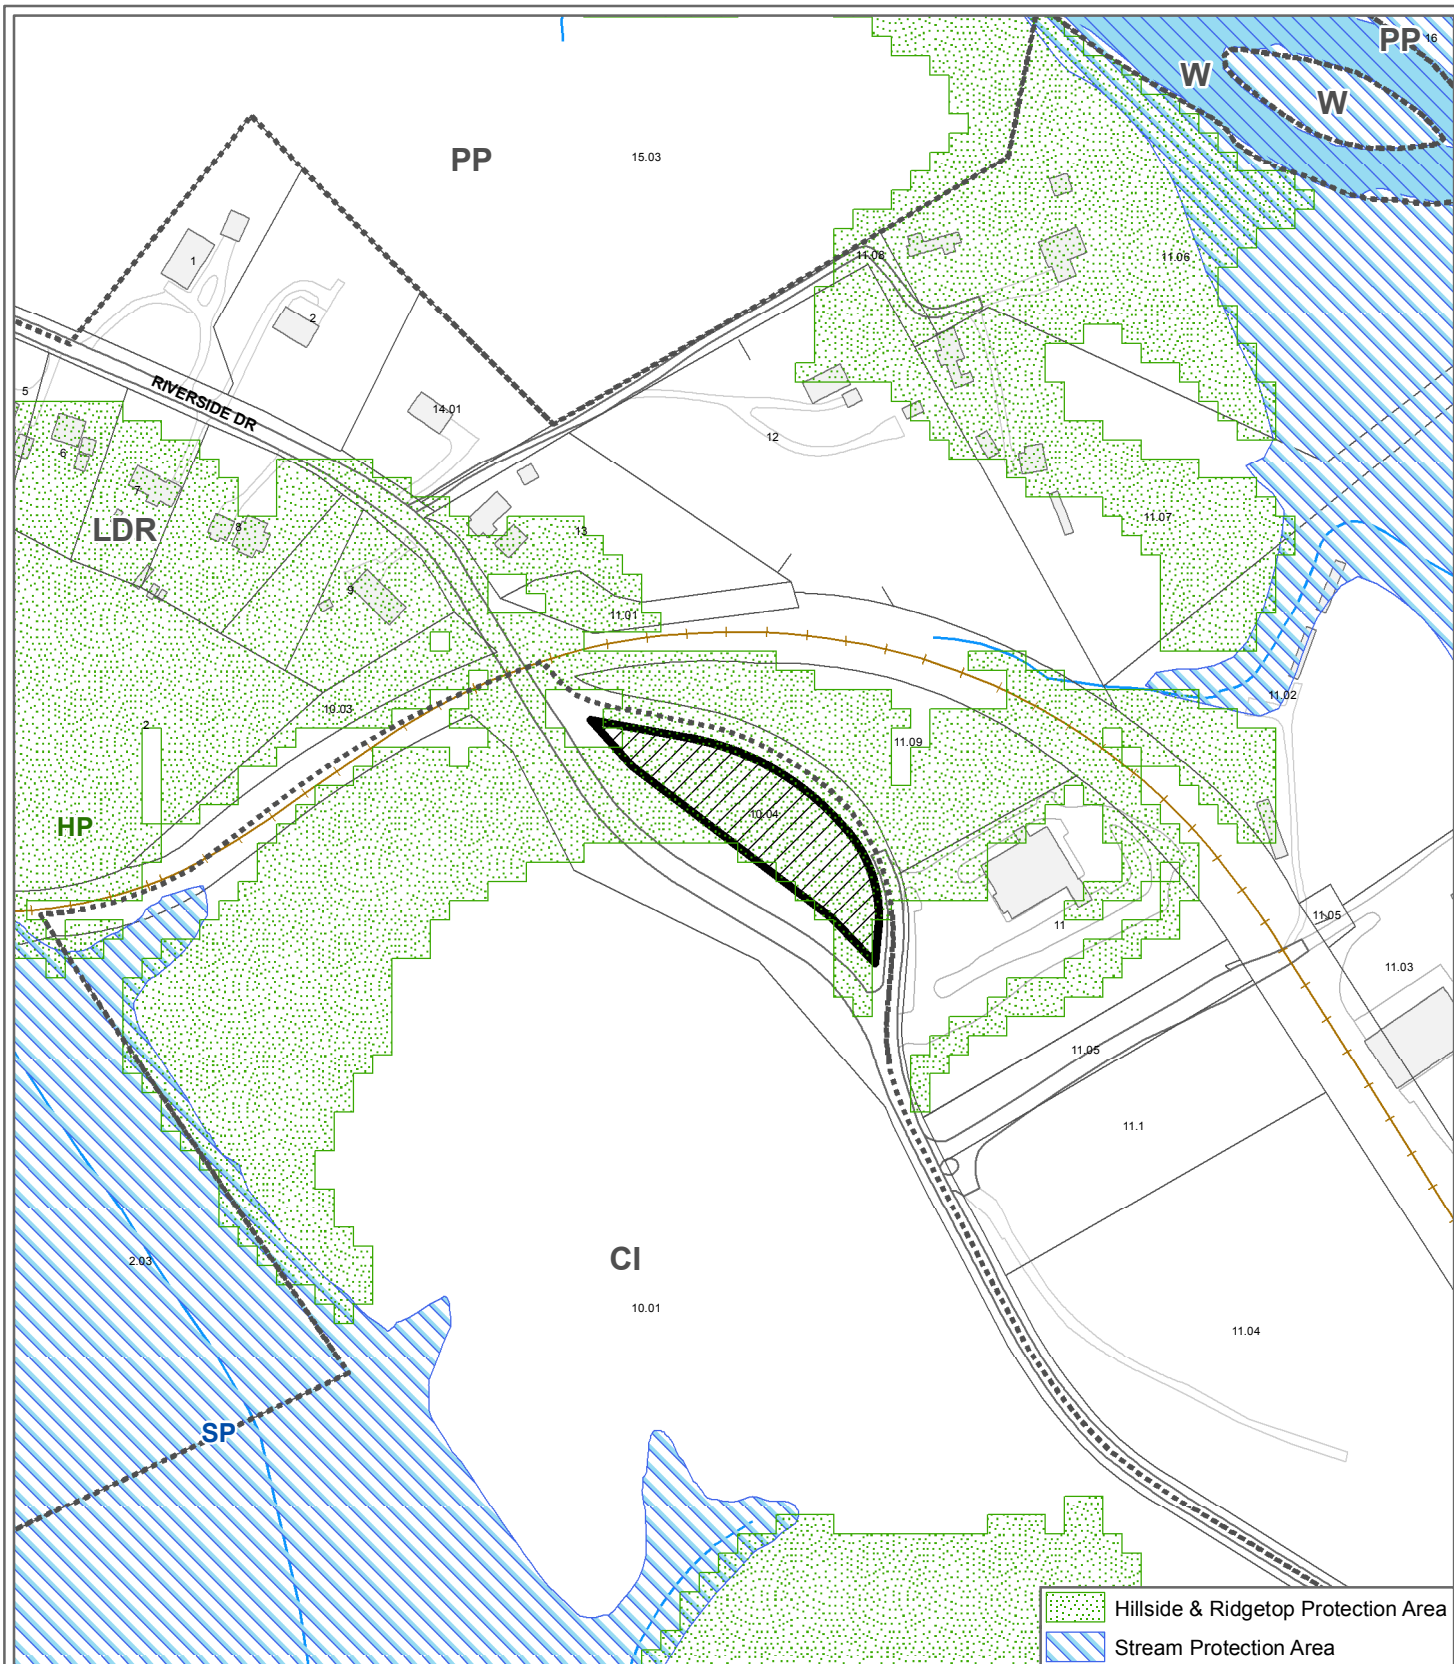 PP 16
W
W
PP
15.03
11.08
11.06
1
2
5
RIVERSIDE DR
14.01
12
6
7
8
LDR
13
11.07
9
11.01
11.02
10.03
2
11.09
10.04
HP
11
11.05
11.03
11.05
11.1
CI
2.03
10.01
11.04
SP
Hillside & Ridgetop Protection Area
Stream Protection Area